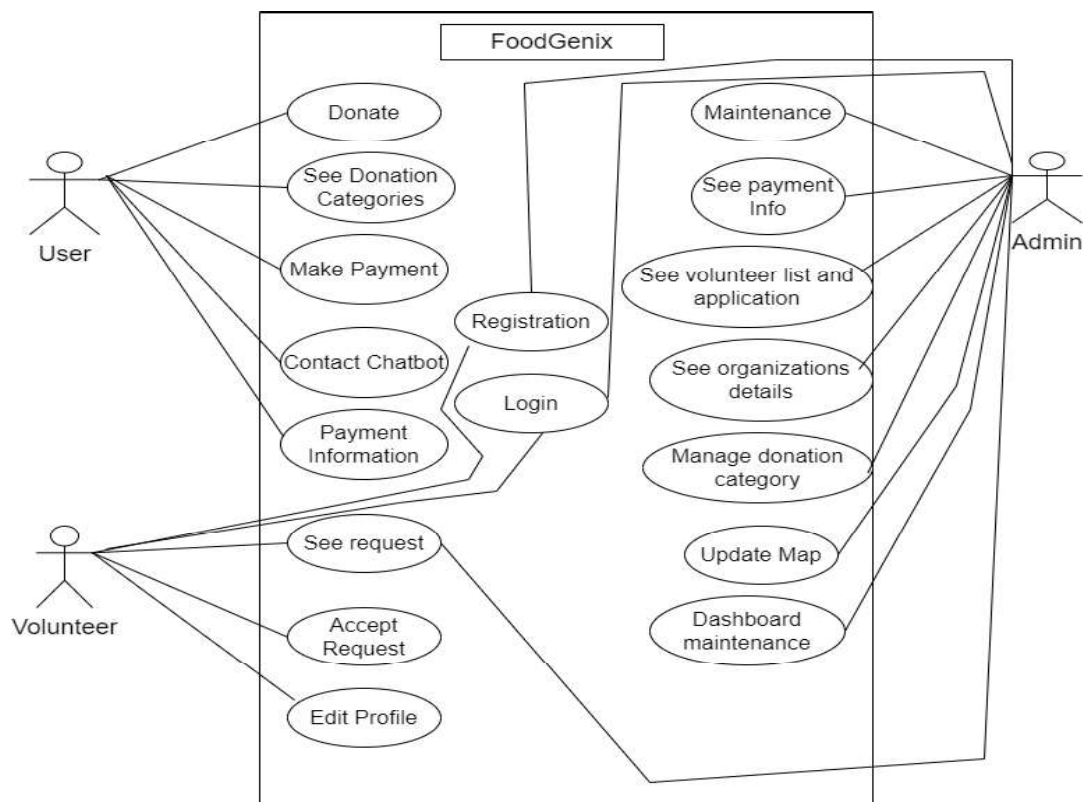 FoodGenix
Donate
See Donation
Categories
Make Payment
Contact Chatbot
Payment
Information
See request
Accept
Request
Edit Profile
Registration
Login
Maintenance
See payment
Info
See volunteer list and
application
See organizations
details
Manage donation
category
Update Map
Dashboard
maintenance
User
Volunteer
Admin